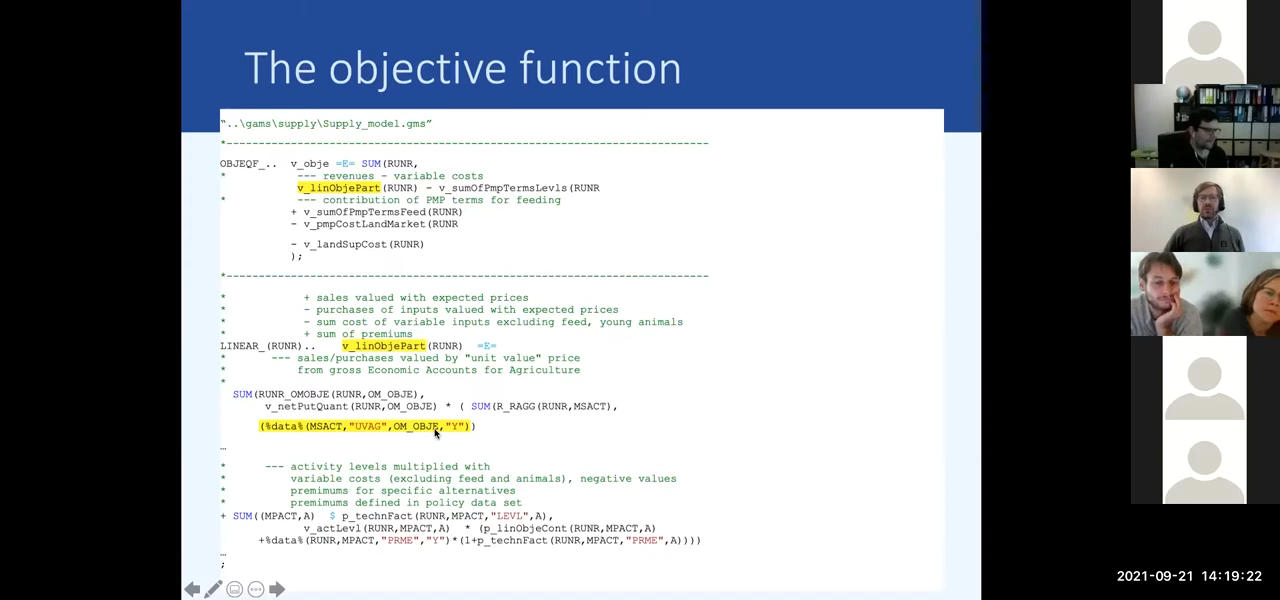 The objective function
“..\gams\supply\Supply_model.gms”
*--------------------------------------------------------------------------
OBJEQF_.. v_obje =E= SUM(RUNR,
* --- revenues - variable costs
v_linObjePart(RUNR) - v_sumOfPmpTermsLevls(RUNR
* --- contribution of PMP terms for feeding
+ v_sumOfPmpTermsFeed(RUNR)
- v_pmpCostLandMarket(RUNR
- v_landSupCost(RUNR)
);
*--------------------------------------------------------------------------
* + sales valued with expected prices
* - purchases of inputs valued with expected prices
* - sum cost of variable inputs excluding feed, young animals
* + sum of premiums
LINEAR_(RUNR).. v_linObjePart(RUNR) =E=
* --- sales/purchases valued by "unit value" price
* from gross Economic Accounts for Agriculture
*
SUM(RUNR_OMOBJE(RUNR,OM_OBJE),
v_netPutQuant(RUNR,OM_OBJE) * ( SUM(R_RAGG(RUNR,MSACT),
(%data%(MSACT,"UVAG",OM_OBJE,"Y"))
…
* --- activity levels multiplied with
* variable costs (excluding feed and animals), negative values
* premimums for specific alternatives
* premimums defined in policy data set
+ SUM((MPACT,A) $ p_technFact(RUNR,MPACT,"LEVL",A),
v_actLevl(RUNR,MPACT,A) * (p_linObjeCont(RUNR,MPACT,A)
+%data%(RUNR,MPACT,"PRME","Y")*(1+p_technFact(RUNR,MPACT,"PRME",A))))
…
;
2021-09-21 14:19:22